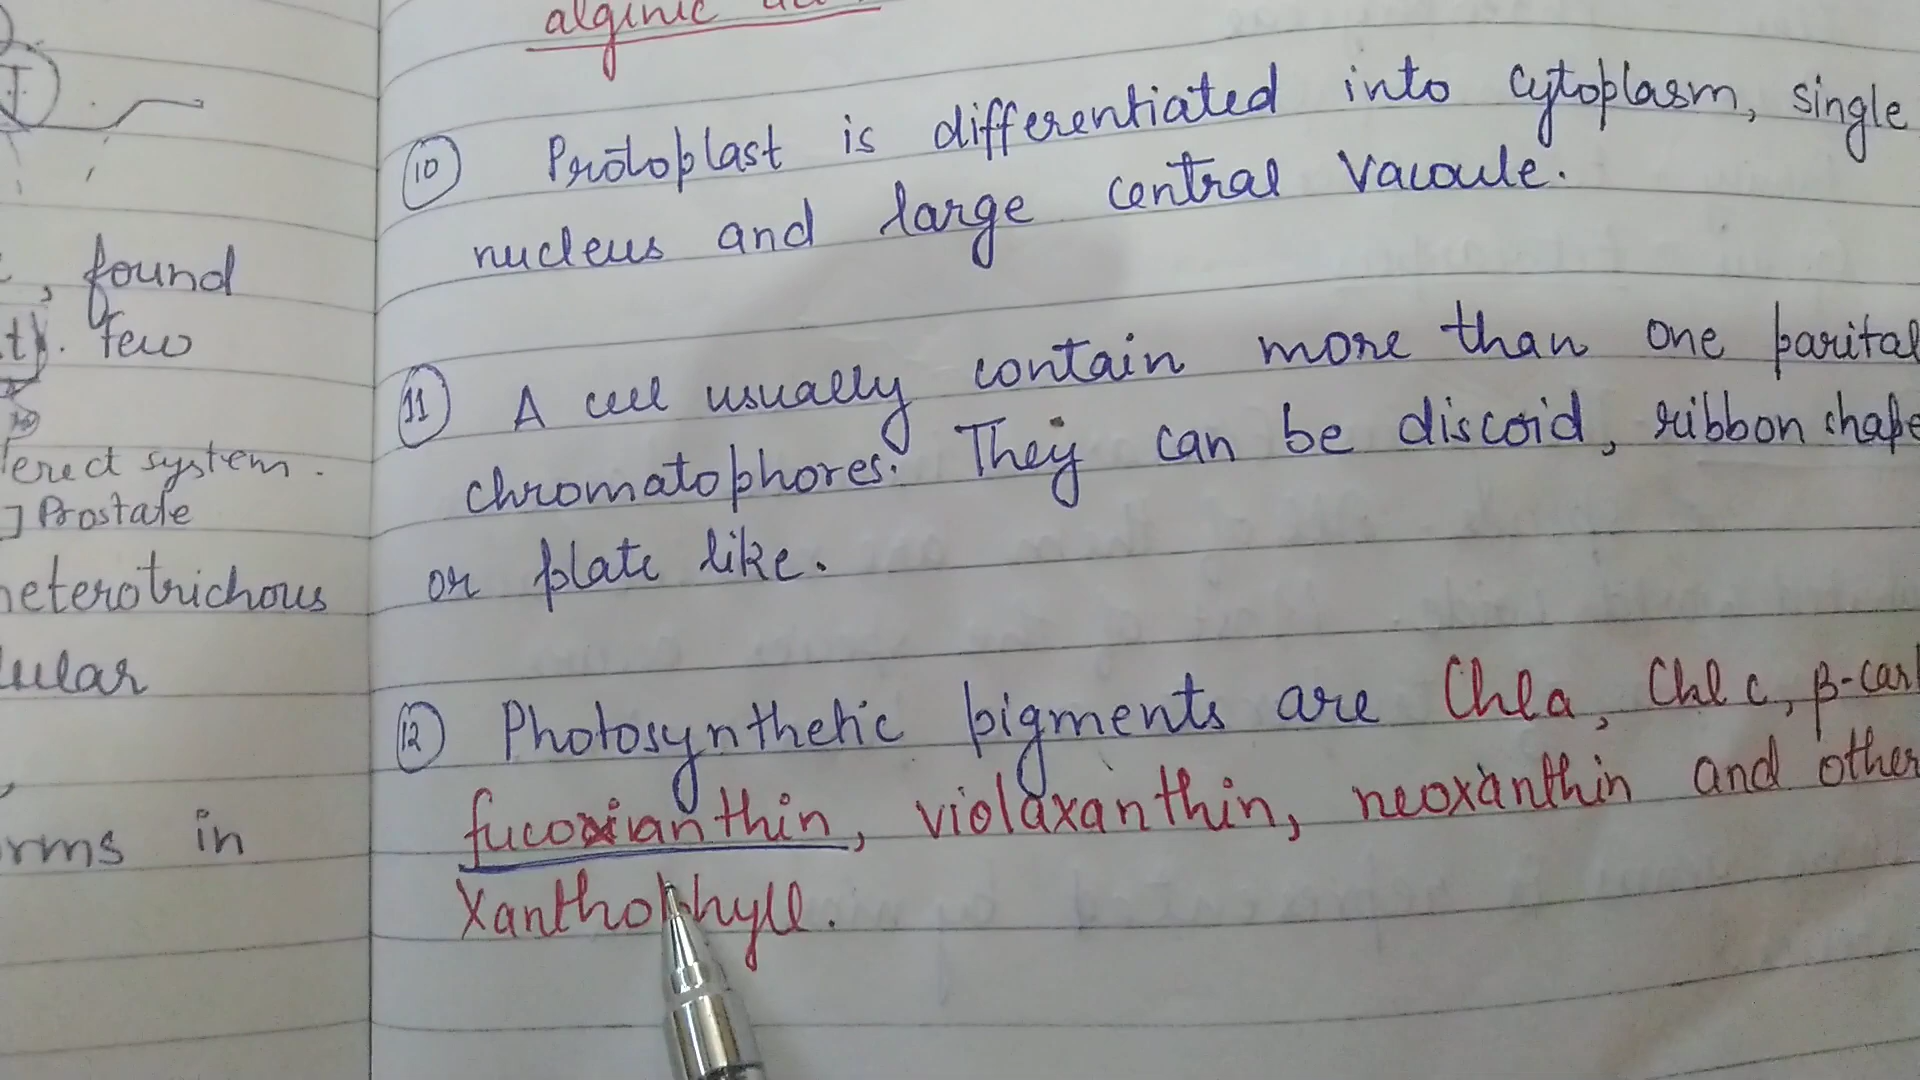 alginic
, found
few
erect system.
] Prostate
heterotrichous
ular
rms in
⑩ Protoplast is differentiated into cytoplasm, single
nucleus and large central vacoule.
⑪ A cell usually contain more than one parital
chromatophores. They can be discoid, ribbon shape
or plate like.
⑫ Photosynthetic pigments are Chl a, Chl c, β-car
fucoxianthin, violaxanthin, neoxanthin and other
Xanthophyll.